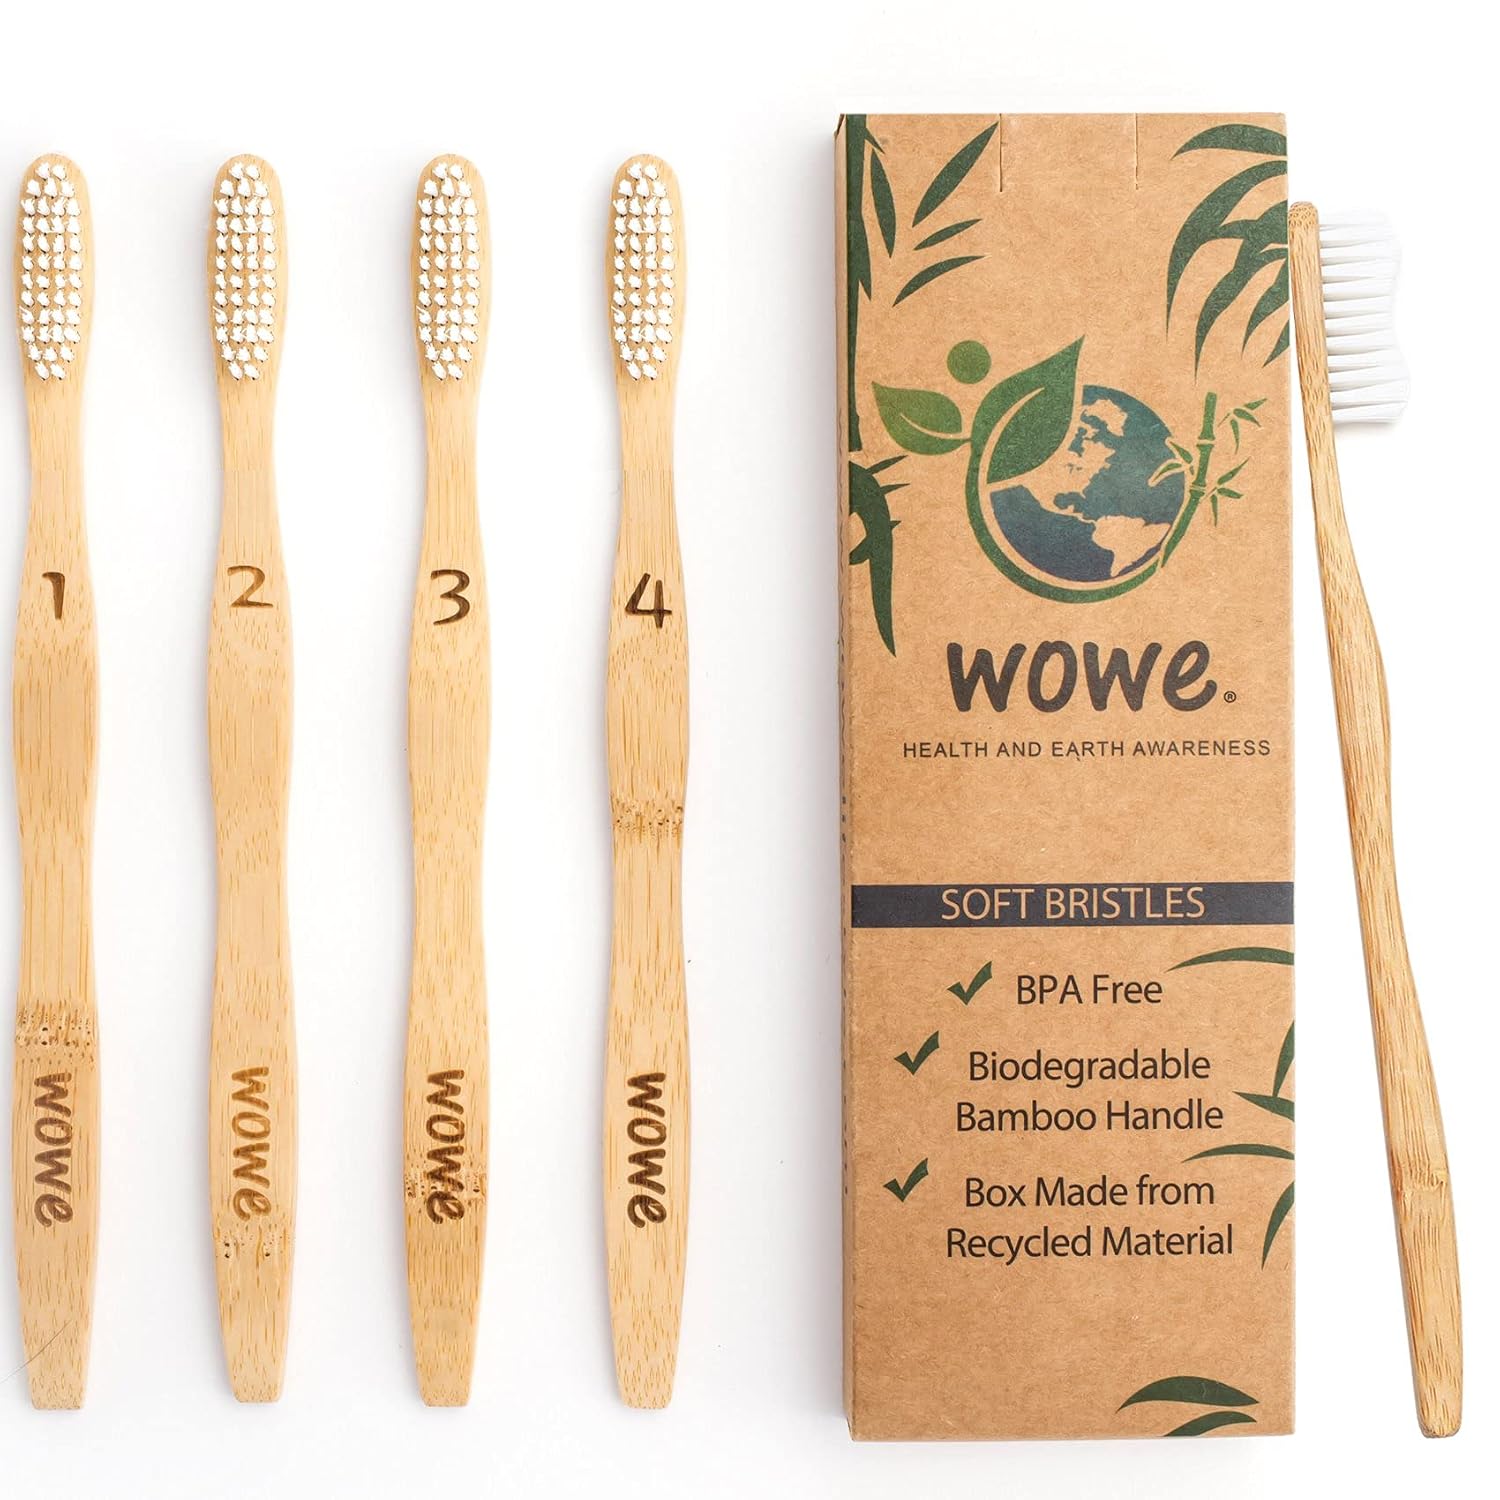 1
2
3
4
wowe
wowe
wowe
wowe
wowe®
HEALTH AND EARTH AWARENESS
SOFT BRISTLES
BPA Free
Biodegradable
Bamboo Handle
Box Made from
Recycled Material